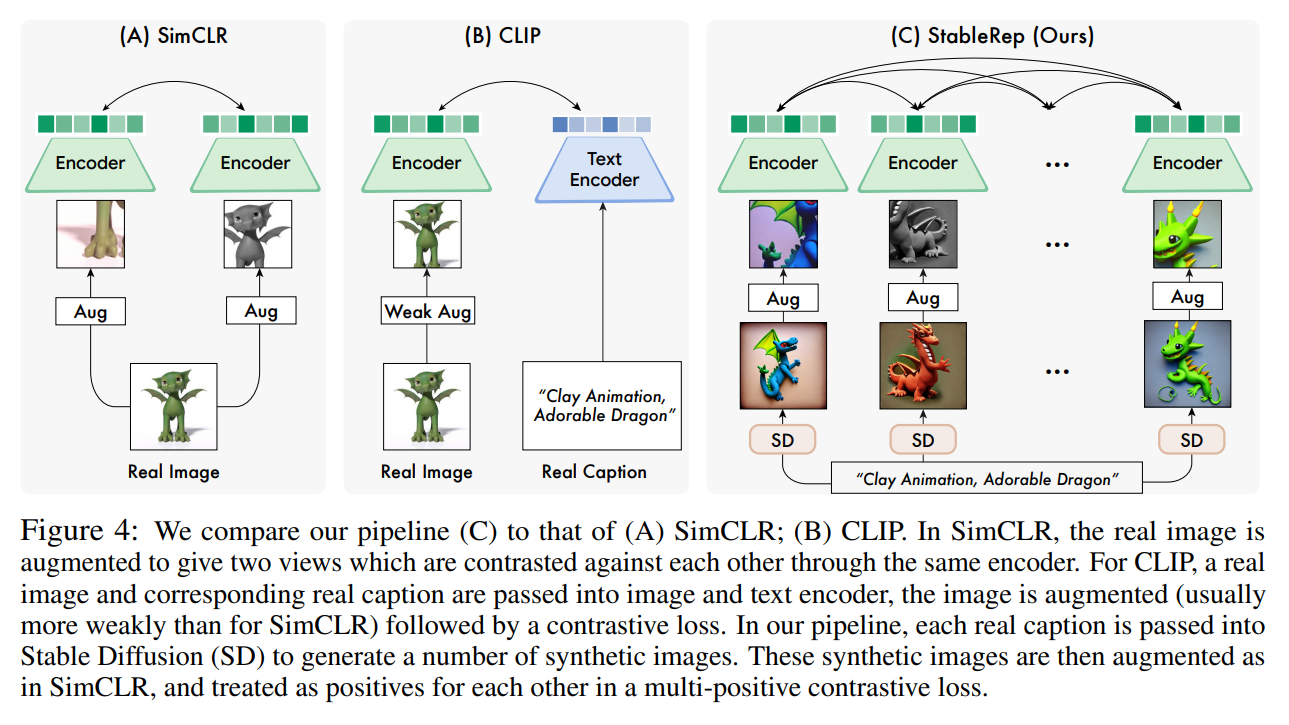 (A) SimCLR
Encoder
Encoder
Aug
Aug
Real Image
(B) CLIP
Encoder
Text
Encoder
Weak Aug
“Clay Animation,
Adorable Dragon”
Real Image
Real Caption
(C) StableRep (Ours)
Encoder
Encoder
...
Encoder
...
Aug
Aug
Aug
...
SD
SD
SD
“Clay Animation, Adorable Dragon”
Figure 4: We compare our pipeline (C) to that of (A) SimCLR; (B) CLIP. In SimCLR, the real image is
augmented to give two views which are contrasted against each other through the same encoder. For CLIP, a real
image and corresponding real caption are passed into image and text encoder, the image is augmented (usually
more weakly than for SimCLR) followed by a contrastive loss. In our pipeline, each real caption is passed into
Stable Diffusion (SD) to generate a number of synthetic images. These synthetic images are then augmented as
in SimCLR, and treated as positives for each other in a multi-positive contrastive loss.